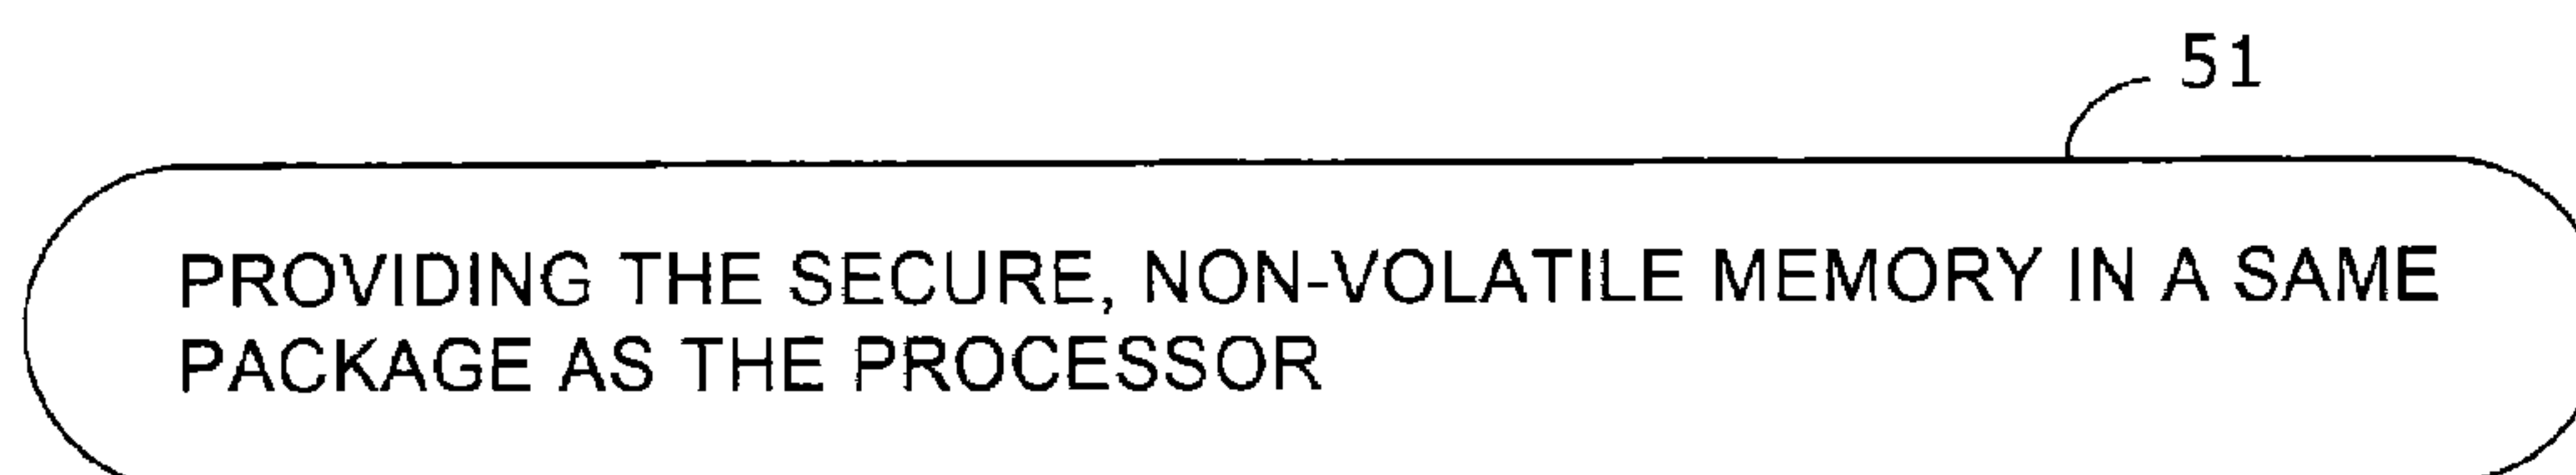 51
PROVIDING THE SECURE, NON-VOLATILE MEMORY IN A SAME
PACKAGE AS THE PROCESSOR